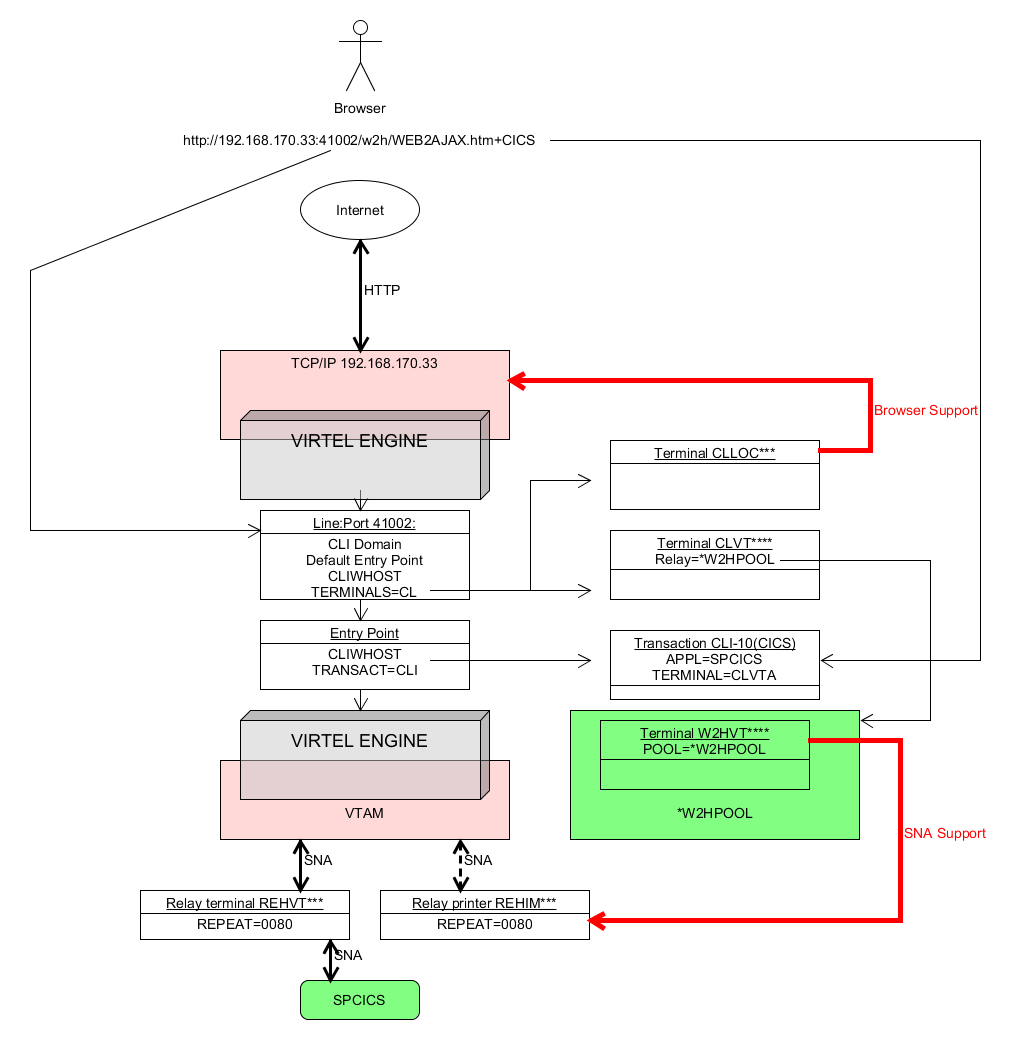 Browser
http://192.168.170.33:41002/w2h/WEB2AJAX.htm+CICS
Internet
HTTP
TCP/IP 192.168.170.33
Browser Support
VIRTEL ENGINE
Terminal CLLOC***
Line:Port 41002:
CLI Domain
Default Entry Point
CLIWHOST
TERMINALS=CL
Terminal CLVT****
Relay=*W2HPOOL
Entry Point
CLIWHOST
TRANSACT=CLI
Transaction CLI-10(CICS)
APPL=SPCICS
TERMINAL=CLVTA
VIRTEL ENGINE
VTAM
Terminal W2HVT****
POOL=*W2HPOOL
*W2HPOOL
SNA Support
SNA
SNA
Relay terminal REHVT***
REPEAT=0080
Relay printer REHIM***
REPEAT=0080
SNA
SPCICS